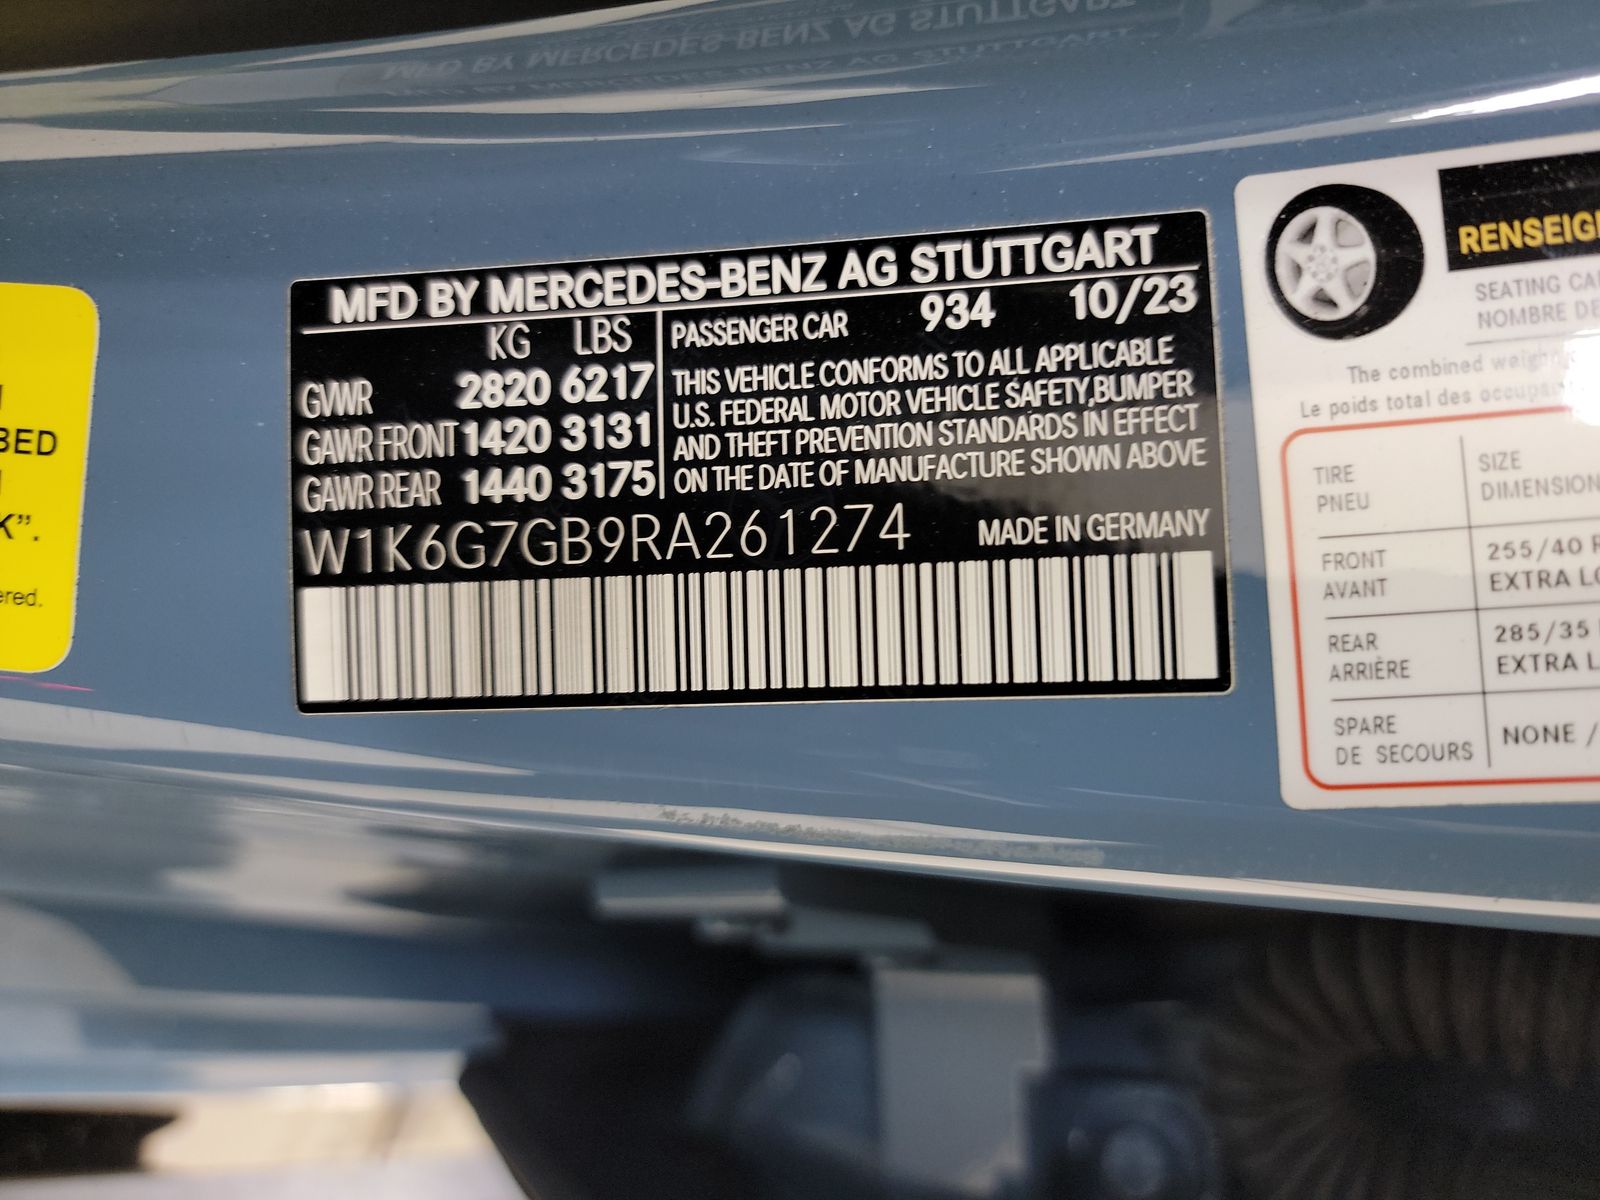 BED
K".
ered.
MFD BY MERCEDES-BENZ AG STUTTGART
KG LBS
GVWR 2820 6217
GAWR FRONT 1420 3131
GAWR REAR 1440 3175
PASSENGER CAR 934 10/23
THIS VEHICLE CONFORMS TO ALL APPLICABLE
U.S. FEDERAL MOTOR VEHICLE SAFETY, BUMPER
AND THEFT PREVENTION STANDARDS IN EFFECT
ON THE DATE OF MANUFACTURE SHOWN ABOVE
W1K6G7GB9RA261274 MADE IN GERMANY
RENSEIG
SEATING CA
NOMBRE DE
The combined weight
Le poids total des occupa
TIRE
PNEU
SIZE
DIMENSION
FRONT
AVANT
255/40 R
EXTRA LO
REAR
ARRIÈRE
285/35
EXTRA L
SPARE
DE SECOURS
NONE /